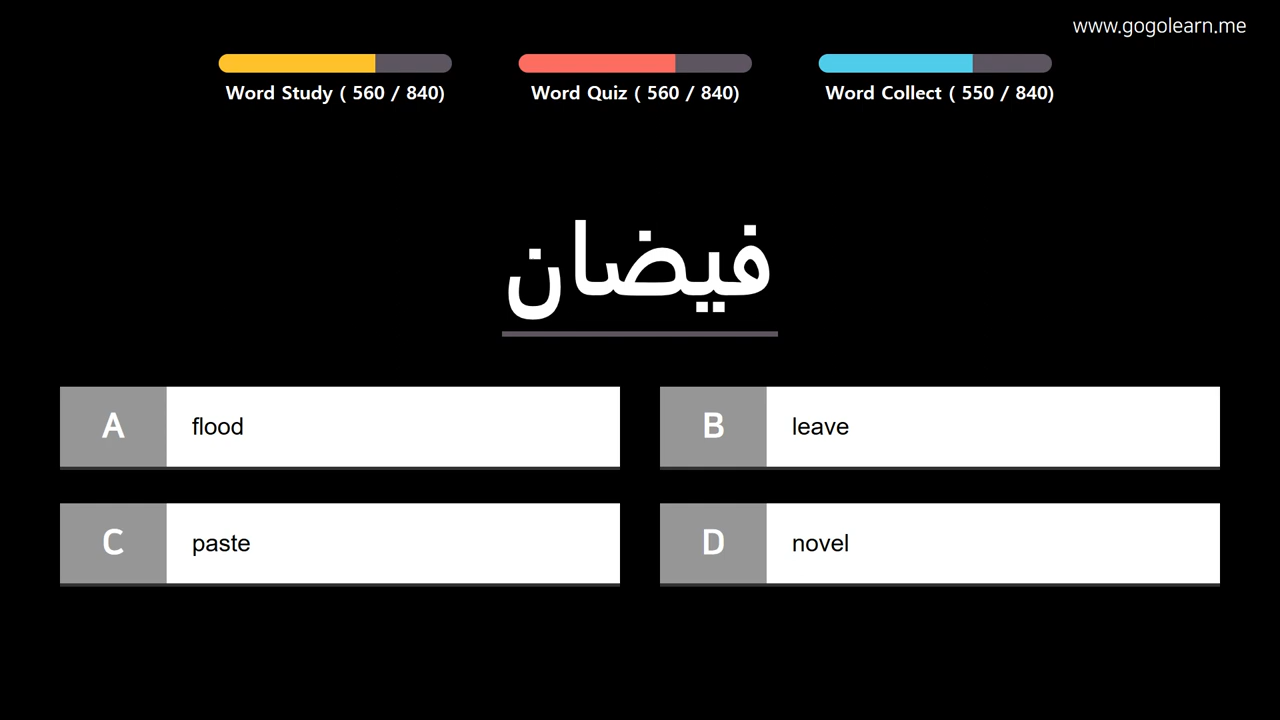 www.gogolearn.me
Word Study ( 560 / 840)
Word Quiz ( 560 / 840)
Word Collect ( 550 / 840)
فيضان
A flood
B leave
C paste
D novel